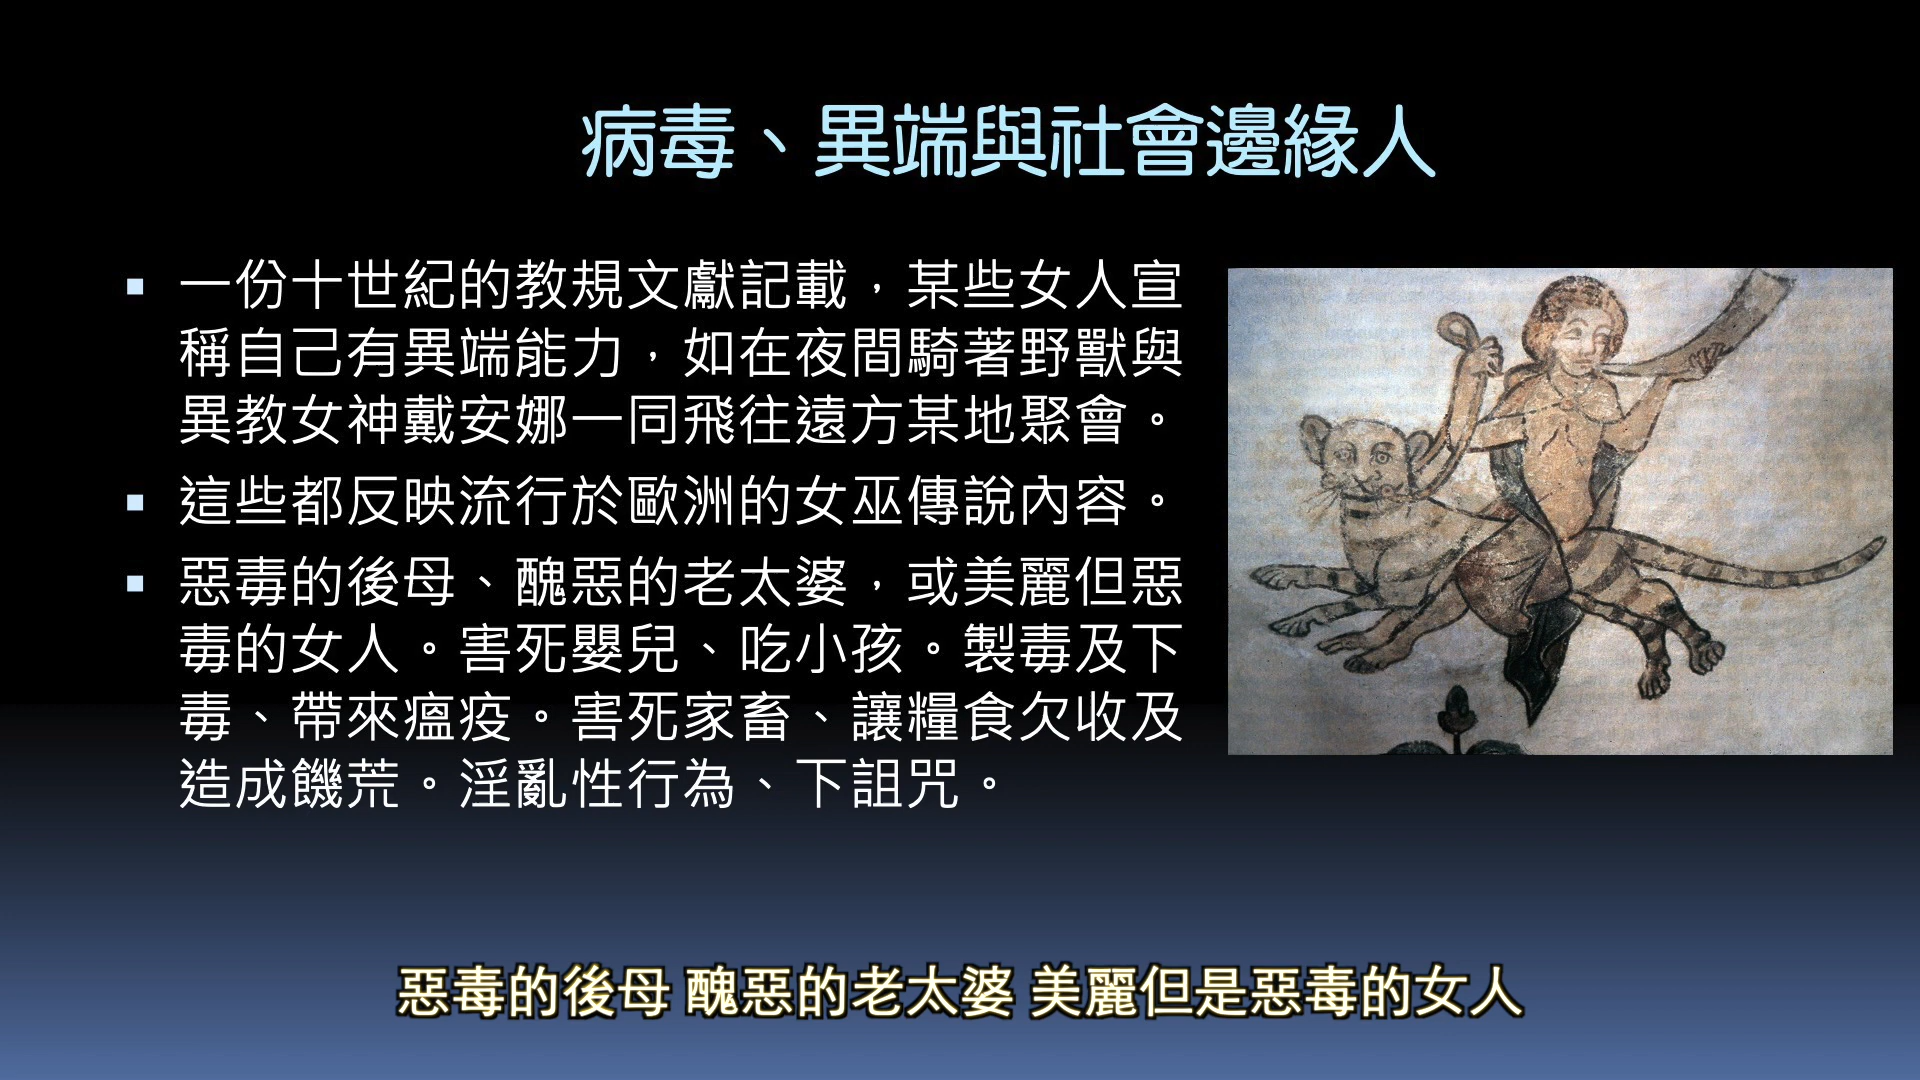 病毒、異端與社會邊緣人
一份十世紀的教規文獻記載，某些女人宣
稱自己有異端能力，如在夜間騎著野獸與
異教女神戴安娜一同飛往遠方某地聚會。
這些都反映流行於歐洲的女巫傳說內容。
惡毒的後母、醜惡的老太婆，或美麗但惡
毒的女人。害死嬰兒、吃小孩。製毒及下
毒、帶來瘟疫。害死家畜、讓糧食欠收及
造成饑荒。淫亂性行為、下詛咒。
惡毒的後母 醜惡的老太婆 美麗但是惡毒的女人